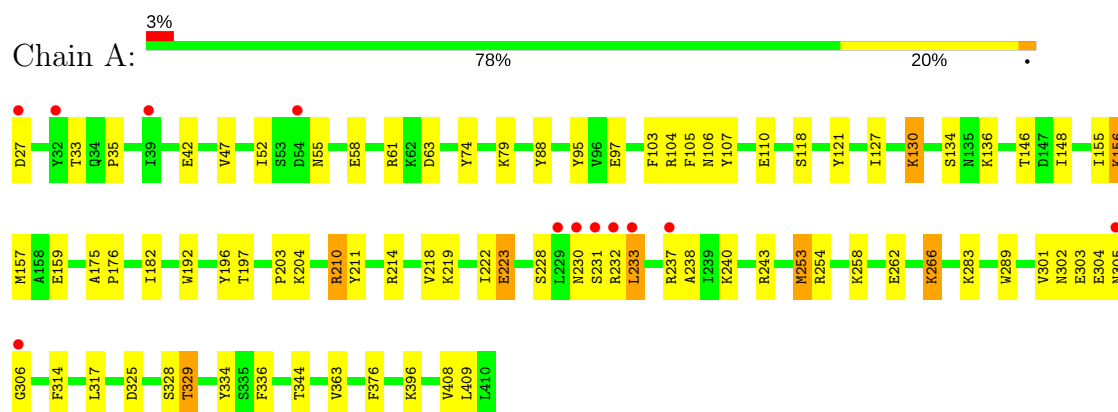 3%
Chain A:
78% 20% •
D27 Y32 T33 Q34 P35 I39 E42 V47 I52 S53 D54 N55 E58 R61 K62 D63 Y74 K79 Y88 Y95 V96 E97 F103 R104 F105 N106 Y107 E110 S118 Y121 I127 K130 S134 N135 K136 T146 D147 I148 I155 K156
M157 A158 E159 A175 P176 I182 W192 Y196 T197 P203 K204 R210 Y211 R214 V218 K219 I222 E223 S228 L229 N230 S231 R232 L233 R237 A238 I239 K240 R243 M253 R254 K258 E262 K266 K283 W289 V301 N302 E303 E304 N305
G306 F314 L317 D325 S328 T329 Y334 S335 F336 T344 V363 F376 K396 V408 L409 L410